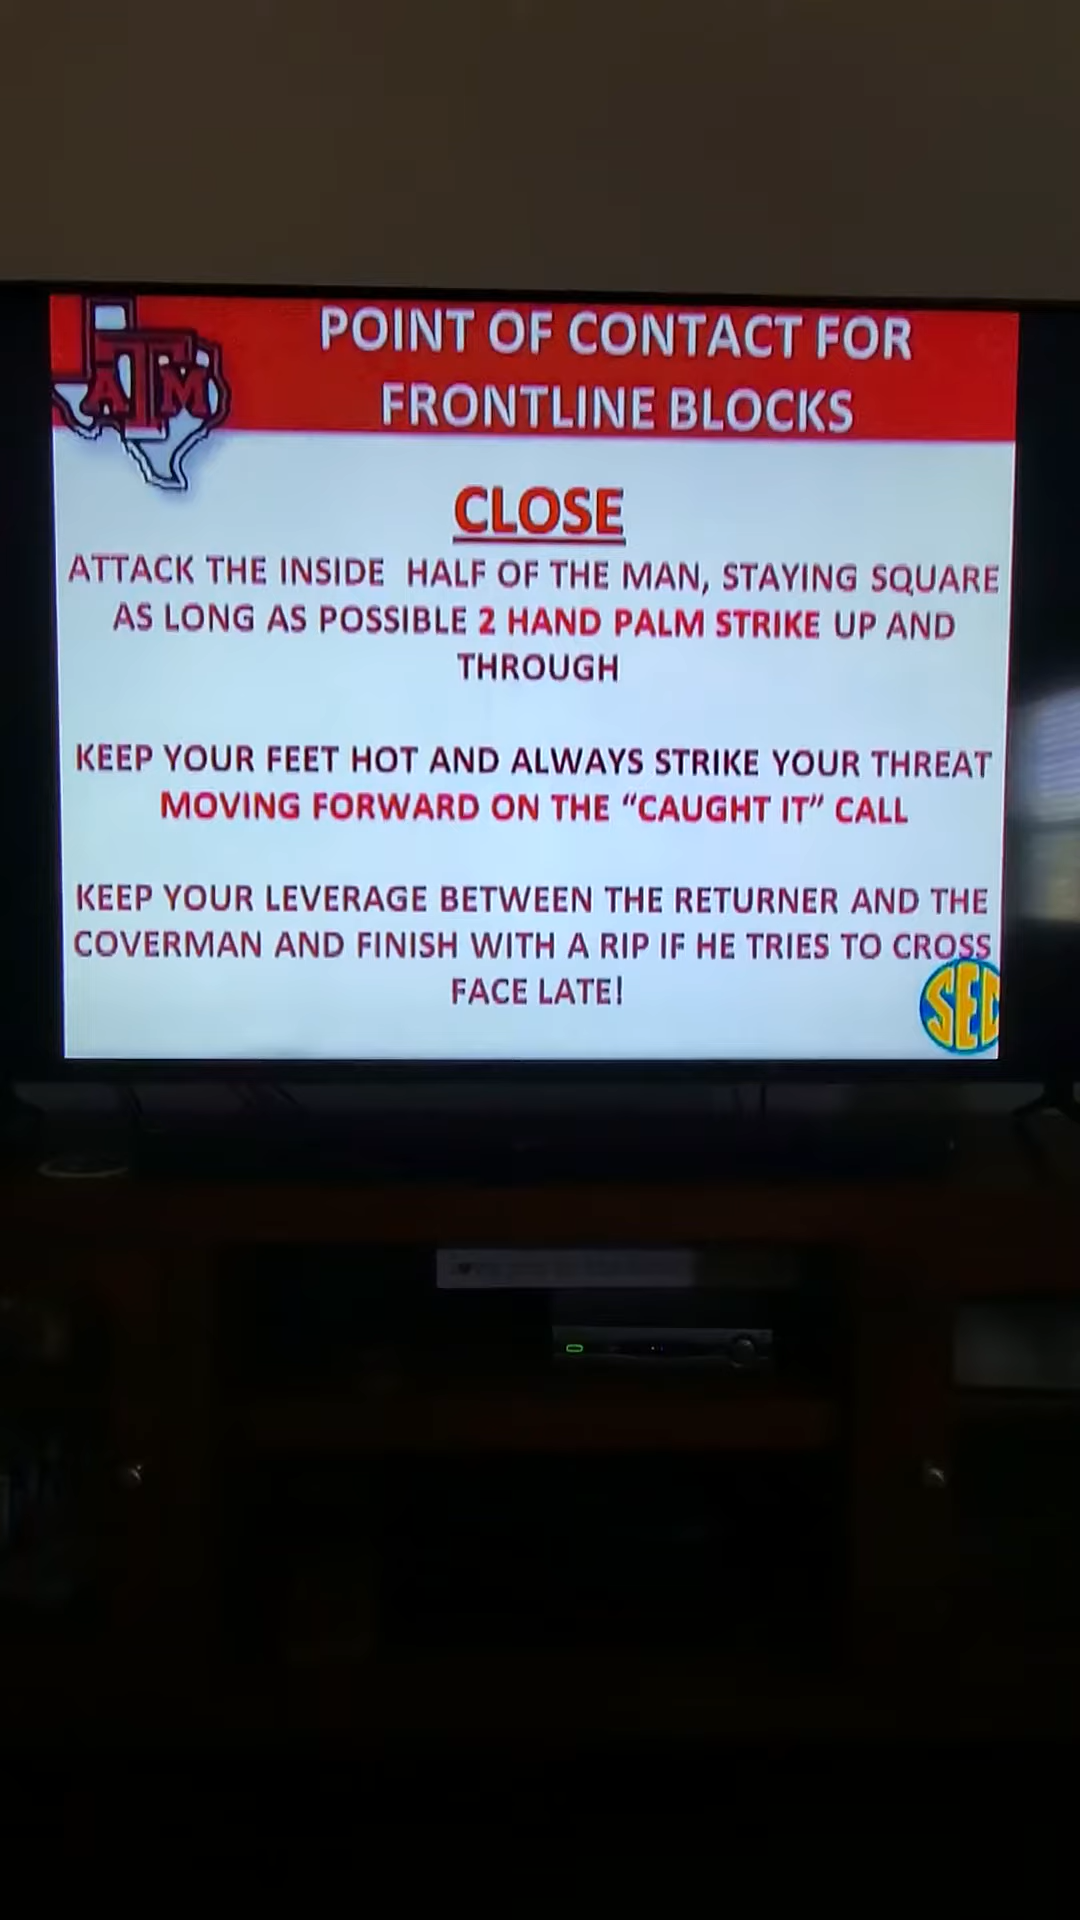 POINT OF CONTACT FOR
FRONTLINE BLOCKS
ATM
CLOSE
ATTACK THE INSIDE HALF OF THE MAN, STAYING SQUARE
AS LONG AS POSSIBLE 2 HAND PALM STRIKE UP AND
THROUGH
KEEP YOUR FEET HOT AND ALWAYS STRIKE YOUR THREAT
MOVING FORWARD ON THE “CAUGHT IT” CALL
KEEP YOUR LEVERAGE BETWEEN THE RETURNER AND THE
COVERMAN AND FINISH WITH A RIP IF HE TRIES TO CROSS
FACE LATE!
SEC